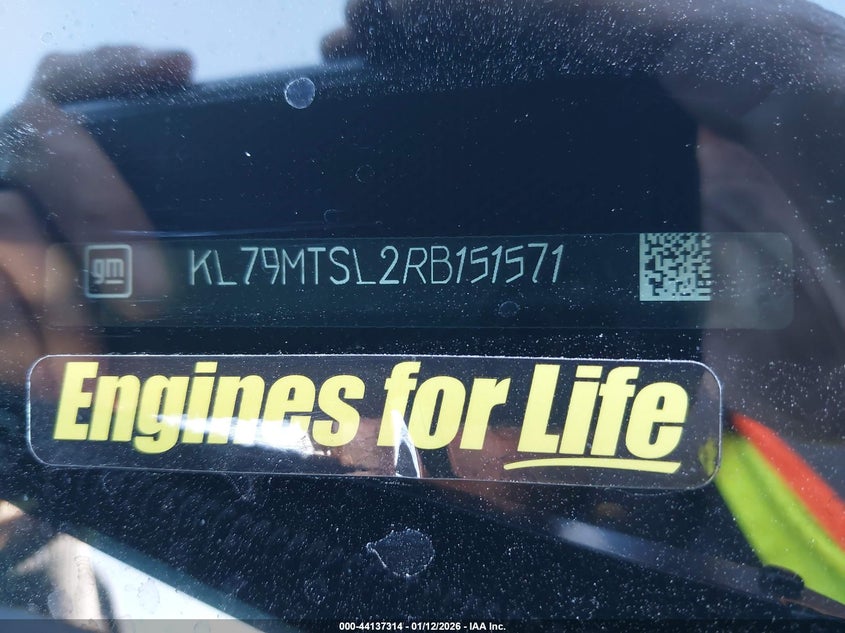 gm KL79MTSL2RB151571
Engines for Life
000-44137314 - 01/12/2026 - IAA Inc.